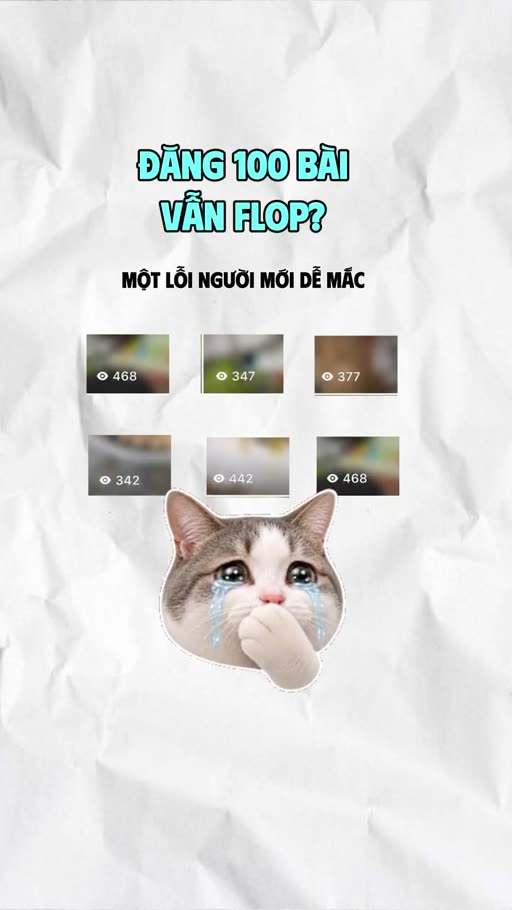 ĐĂNG 100 BÀI
VẪN FLOP?
MỘT LỖI NGƯỜI MỚI DỄ MẮC
468
347
377
342
442
468